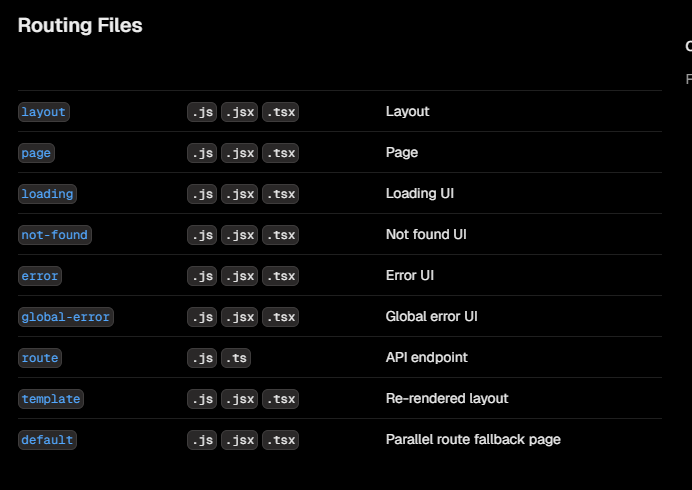 Routing Files
layout .js .jsx .tsx Layout
page .js .jsx .tsx Page
loading .js .jsx .tsx Loading UI
not-found .js .jsx .tsx Not found UI
error .js .jsx .tsx Error UI
global-error .js .jsx .tsx Global error UI
route .js .ts API endpoint
template .js .jsx .tsx Re-rendered layout
default .js .jsx .tsx Parallel route fallback page